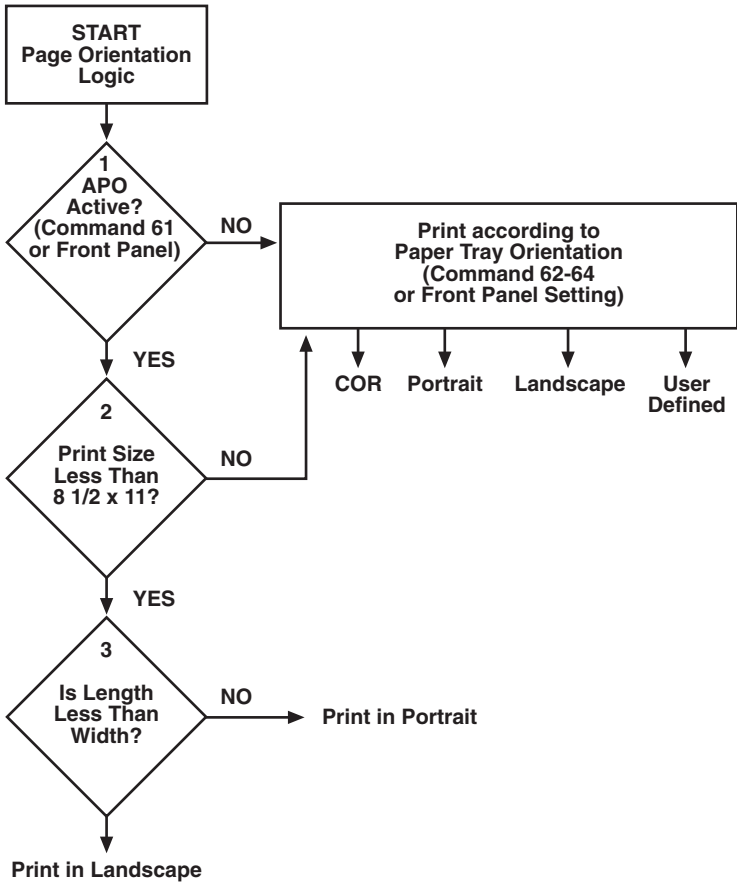 START
Page Orientation
Logic
1
APO
Active?
(Command 61
or Front Panel)
NO
Print according to
Paper Tray Orientation
(Command 62-64
or Front Panel Setting)
YES
COR
Portrait
Landscape
User
Defined
2
Print Size
Less Than
8 1/2 x 11?
NO
YES
3
Is Length
Less Than
Width?
NO
Print in Portrait
Print in Landscape